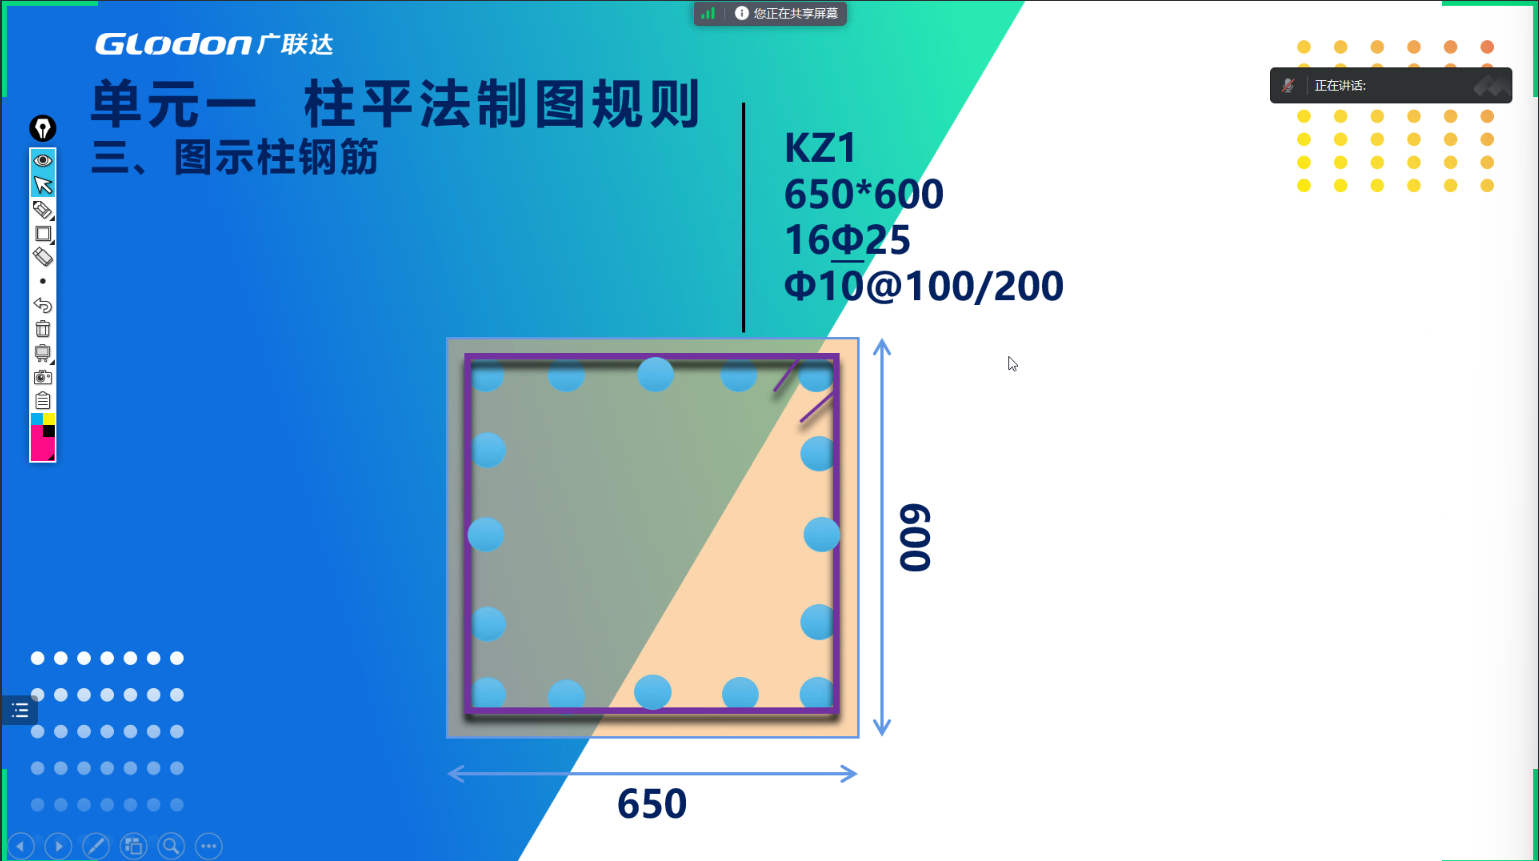 您正在共享屏幕
GLodon广联达
正在讲话:
单元一 柱平法制图规则
三、图示柱钢筋
KZ1
650*600
16Φ25
Φ10@100/200
600
650